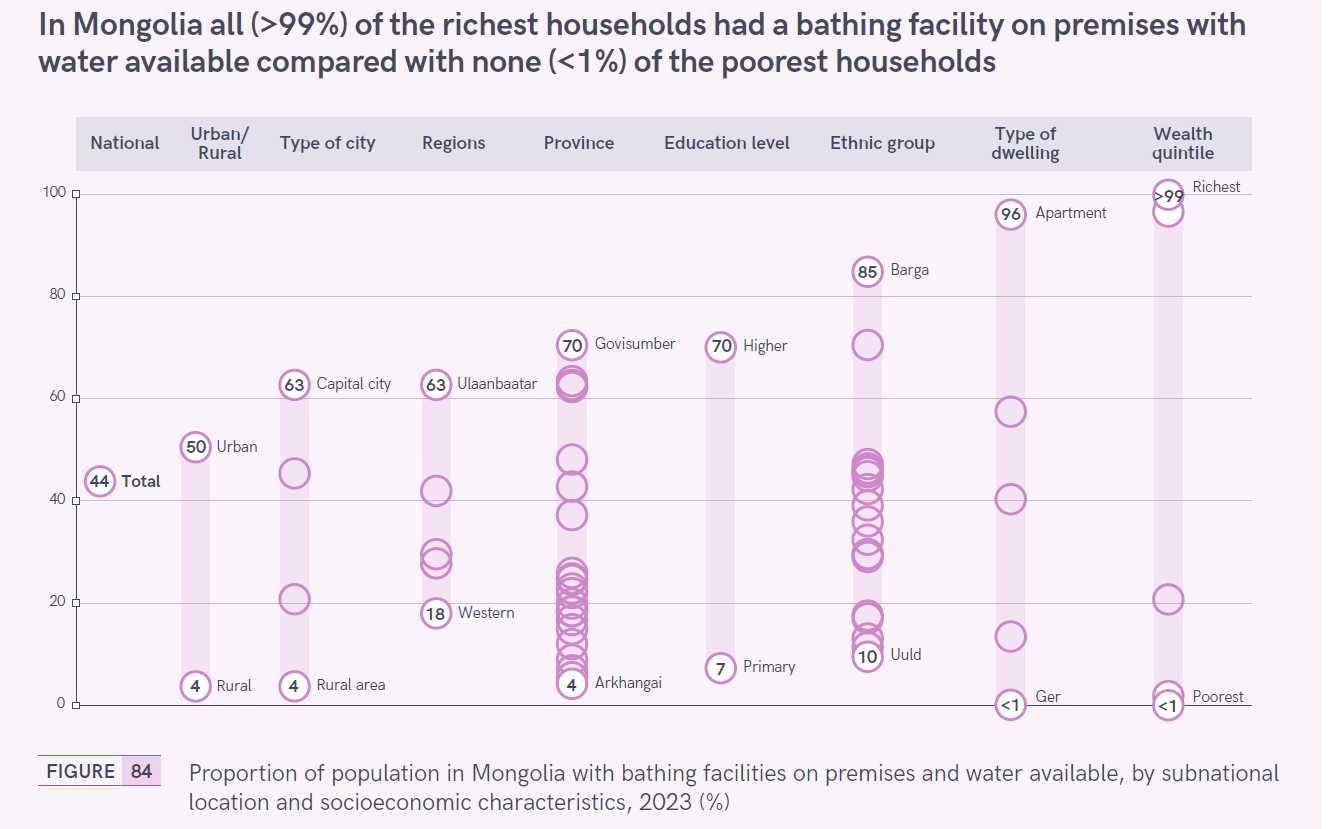 In Mongolia all (>99%) of the richest households had a bathing facility on premises with
water available compared with none (<1%) of the poorest households
National
Urban/
Rural
Type of city
Regions
Province
Education level
Ethnic group
Type of
dwelling
Wealth
quintile
100
80
60
40
20
0
44 Total
50 Urban
4 Rural
63 Capital city
4 Rural area
63 Ulaanbaatar
18 Western
70 Govisumber
4 Arkhangai
70 Higher
7 Primary
85 Barga
10 Uuld
96 Apartment
<1 Ger
>99 Richest
<1 Poorest
FIGURE 84
Proportion of population in Mongolia with bathing facilities on premises and water available, by subnational
location and socioeconomic characteristics, 2023 (%)